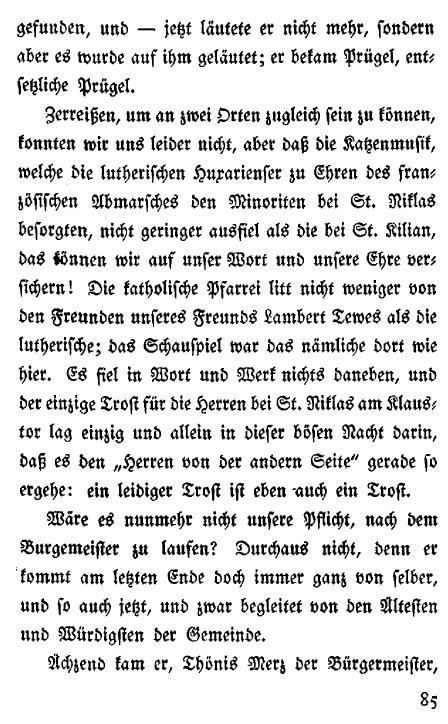 gefunden, und — jetzt läutete er nicht mehr, sondern
aber es wurde auf ihm geläutet; er bekam Prügel, ent⸗
ſetzliche Prügel.
Zerreißen, um an zwei Orten zugleich ſein zu können,
konnten wir uns leider nicht, aber daß die Katzenmuſik,
welche die lutheriſchen Huxarienſer zu Ehren des fran⸗
zöſiſchen Abmarſches den Minoriten bei St. Niklas
beſorgten, nicht geringer ausfiel als die bei St. Kilian,
das können wir auf unſer Wort und unſere Ehre ver⸗
ſichern! Die katholiſche Pfarrei litt nicht weniger von
den Freunden unſeres Freunds Lambert Tewes als die
lutheriſche; das Schauſpiel war das nämliche dort wie
hier. Es fiel in Wort und Werk nichts daneben, und
der einzige Troſt für die Herren bei St. Niklas am Klaus⸗
tor lag einzig und allein in dieſer böſen Nacht darin,
daß es den „Herren von der andern Seite“ gerade ſo
ergehe: ein leidiger Troſt iſt eben auch ein Troſt.
Wäre es nunmehr nicht unſere Pflicht, nach dem
Burgemeiſter zu laufen? Durchaus nicht, denn er
kommt am letzten Ende doch immer ganz von ſelber,
und ſo auch jetzt, und zwar begleitet von den Älteſten
und Würdigſten der Gemeinde.
Ächzend kam er, Thönis Merz der Bürgermeiſter,
85